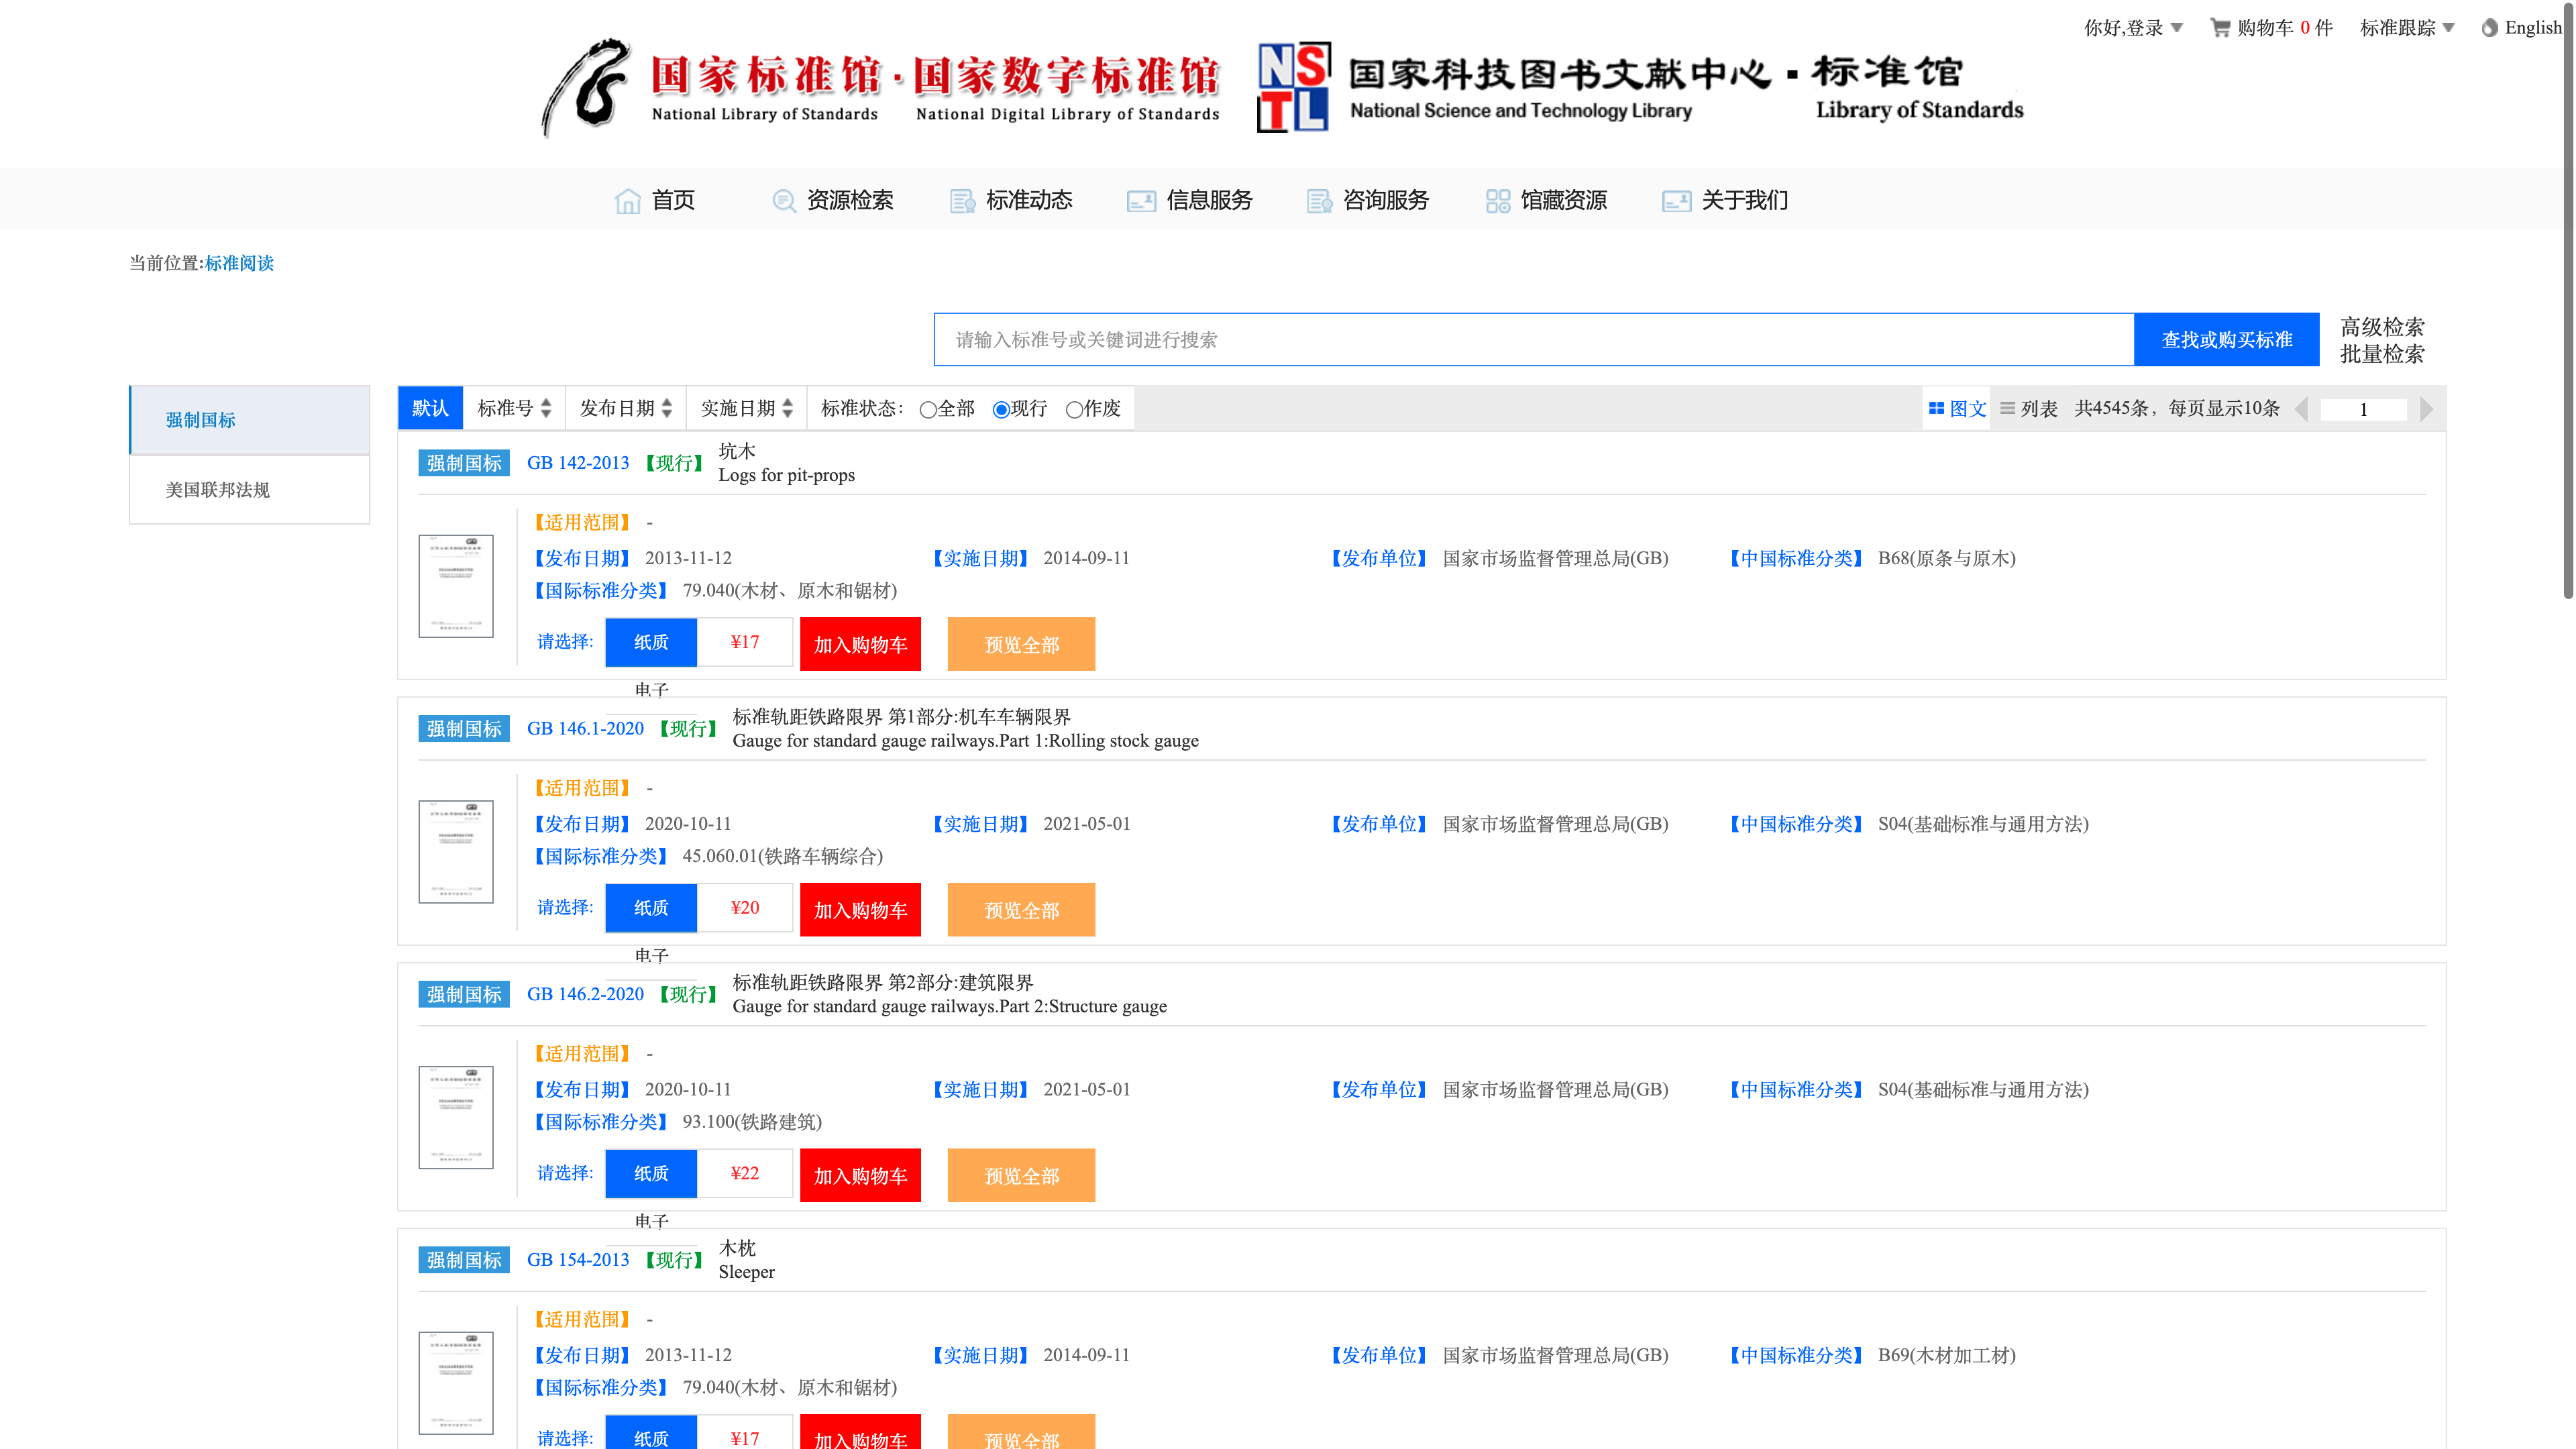 你好,登录 购物车 0 件 标准跟踪 English
国家标准馆·国家数字标准馆
National Library of Standards National Digital Library of Standards
NSTL
国家科技图书文献中心 - 标准馆
National Science and Technology Library Library of Standards
首页 资源检索 标准动态 信息服务 咨询服务 馆藏资源 关于我们
当前位置:标准阅读
请输入标准号或关键词进行搜索 查找或购买标准
高级检索
批量检索
强制国标
美国联邦法规
默认 标准号 发布日期 实施日期 标准状态: 全部 现行 作废 图文 列表 共4545条,每页显示10条 1
强制国标 GB 142-2013 【现行】 坑木
Logs for pit-props
【适用范围】 -
【发布日期】 2013-11-12 【实施日期】 2014-09-11 【发布单位】 国家市场监督管理总局(GB) 【中国标准分类】 B68(原条与原木)
【国际标准分类】 79.040(木材、原木和锯材)
请选择: 纸质 ¥17 加入购物车 预览全部
电子
强制国标 GB 146.1-2020 【现行】 标准轨距铁路限界 第1部分:机车车辆限界
Gauge for standard gauge railways.Part 1:Rolling stock gauge
【适用范围】 -
【发布日期】 2020-10-11 【实施日期】 2021-05-01 【发布单位】 国家市场监督管理总局(GB) 【中国标准分类】 S04(基础标准与通用方法)
【国际标准分类】 45.060.01(铁路车辆综合)
请选择: 纸质 ¥20 加入购物车 预览全部
电子
强制国标 GB 146.2-2020 【现行】 标准轨距铁路限界 第2部分:建筑限界
Gauge for standard gauge railways.Part 2:Structure gauge
【适用范围】 -
【发布日期】 2020-10-11 【实施日期】 2021-05-01 【发布单位】 国家市场监督管理总局(GB) 【中国标准分类】 S04(基础标准与通用方法)
【国际标准分类】 93.100(铁路建筑)
请选择: 纸质 ¥22 加入购物车 预览全部
电子
强制国标 GB 154-2013 【现行】 木枕
Sleeper
【适用范围】 -
【发布日期】 2013-11-12 【实施日期】 2014-09-11 【发布单位】 国家市场监督管理总局(GB) 【中国标准分类】 B69(木材加工材)
【国际标准分类】 79.040(木材、原木和锯材)
请选择: 纸质 ¥17 加入购物车 预览全部